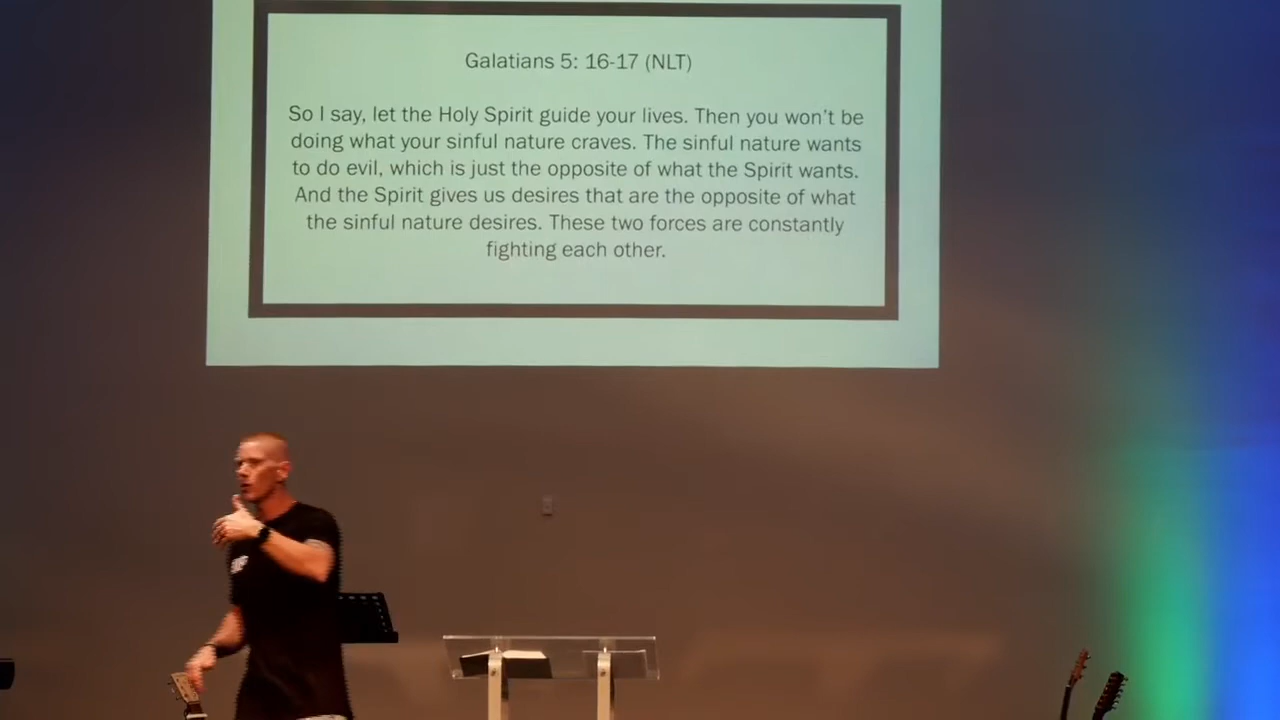 Galatians 5: 16-17 (NLT)
So I say, let the Holy Spirit guide your lives. Then you won't be
doing what your sinful nature craves. The sinful nature wants
to do evil, which is just the opposite of what the Spirit wants.
And the Spirit gives us desires that are the opposite of what
the sinful nature desires. These two forces are constantly
fighting each other.